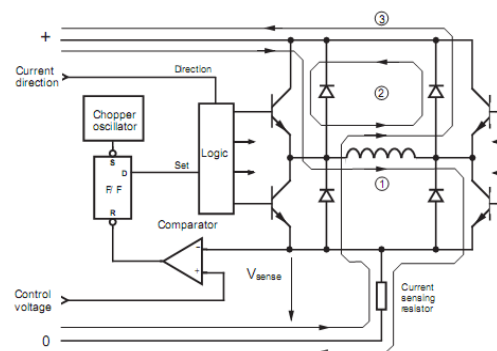 ③
+
Current
direction
Direction
②
Chopper
oscillator
S
D
Set
Logic
F/F
R
①
Comparator
−
+
Vsense
Control
voltage
Current
sensing
resistor
0